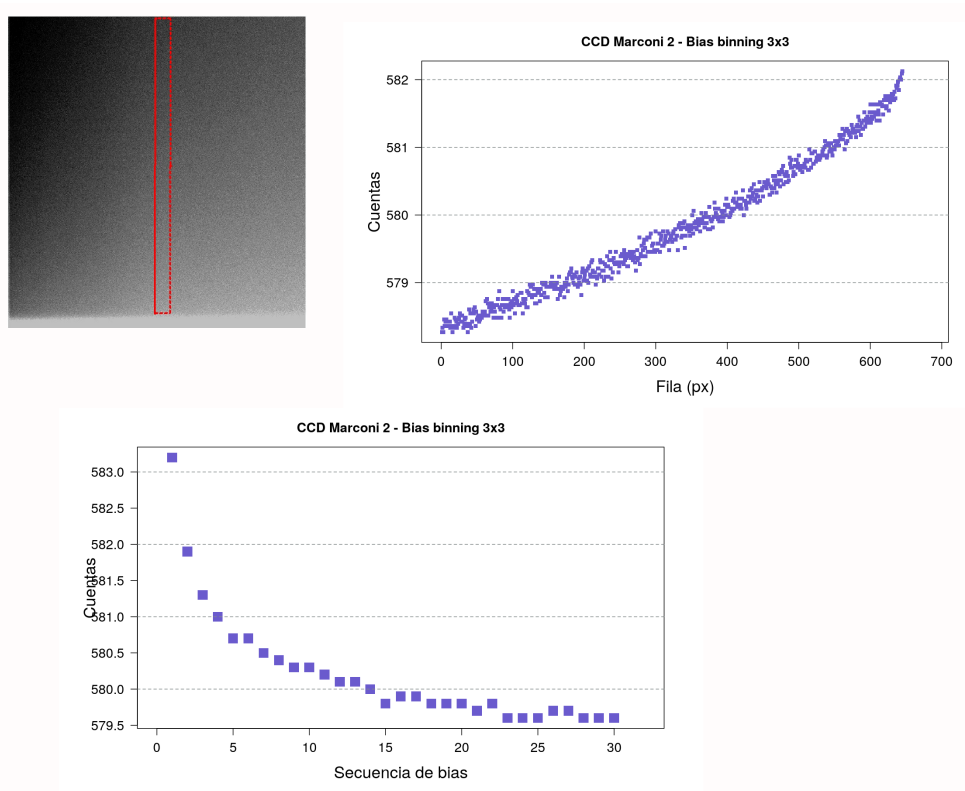 CCD Marconi 2 - Bias binning 3x3
582
581
580
579
Cuentas
0 100 200 300 400 500 600 700
Fila (px)
CCD Marconi 2 - Bias binning 3x3
583.0
582.5
582.0
581.5
581.0
580.5
580.0
579.5
Cuentas
0 5 10 15 20 25 30
Secuencia de bias